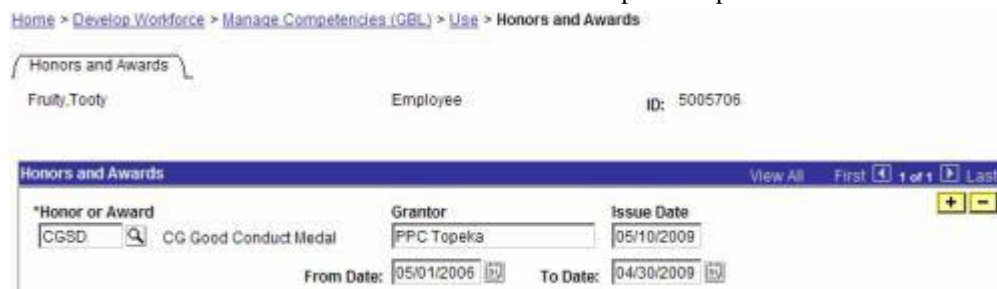 Home > Develop Workforce > Manage Competencies (GBL) > Use > Honors and Awards
Honors and Awards
Fruity,Tooty Employee ID: 5005706
Honors and Awards View All First 1 of 1 Last
+ -
*Honor or Award Grantor Issue Date
CGSD CG Good Conduct Medal PPC Topeka 05/10/2009
From Date: 05/01/2006 To Date: 04/30/2009